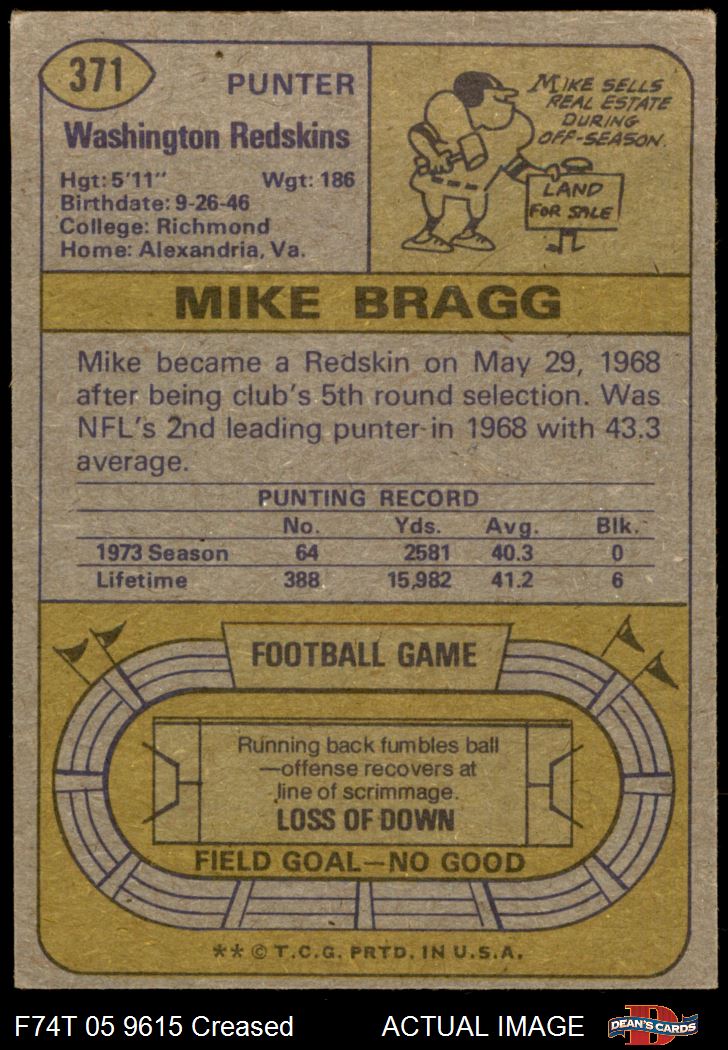 371
PUNTER
Washington Redskins
Hgt: 5'11" Wgt: 186
Birthdate: 9-26-46
College: Richmond
Home: Alexandria, Va.
MIKE SELLS
REAL ESTATE
DURING
OFF-SEASON.
LAND
FOR SALE
MIKE BRAGG
Mike became a Redskin on May 29, 1968
after being club's 5th round selection. Was
NFL's 2nd leading punter in 1968 with 43.3
average.
PUNTING RECORD
No. Yds. Avg. Blk.
1973 Season 64 2581 40.3 0
Lifetime 388 15,982 41.2 6
FOOTBALL GAME
Running back fumbles ball
—offense recovers at
line of scrimmage.
LOSS OF DOWN
FIELD GOAL—NO GOOD
** © T.C.G. PRTD. IN U.S.A.
F74T 05 9615 Creased ACTUAL IMAGE
D
DEAN'S CARDS